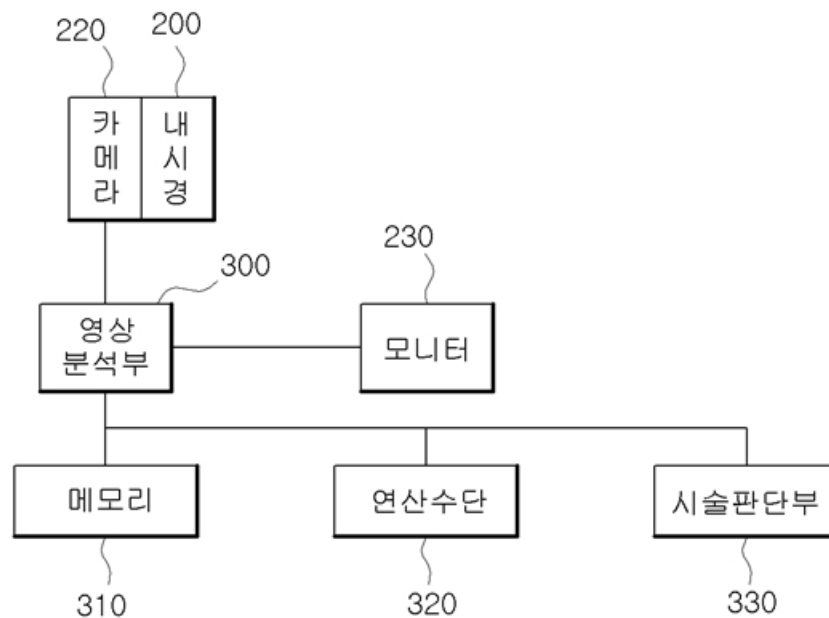 220
200
카메라
내시경
300
230
영상
분석부
모니터
메모리
연산수단
시술판단부
310
320
330